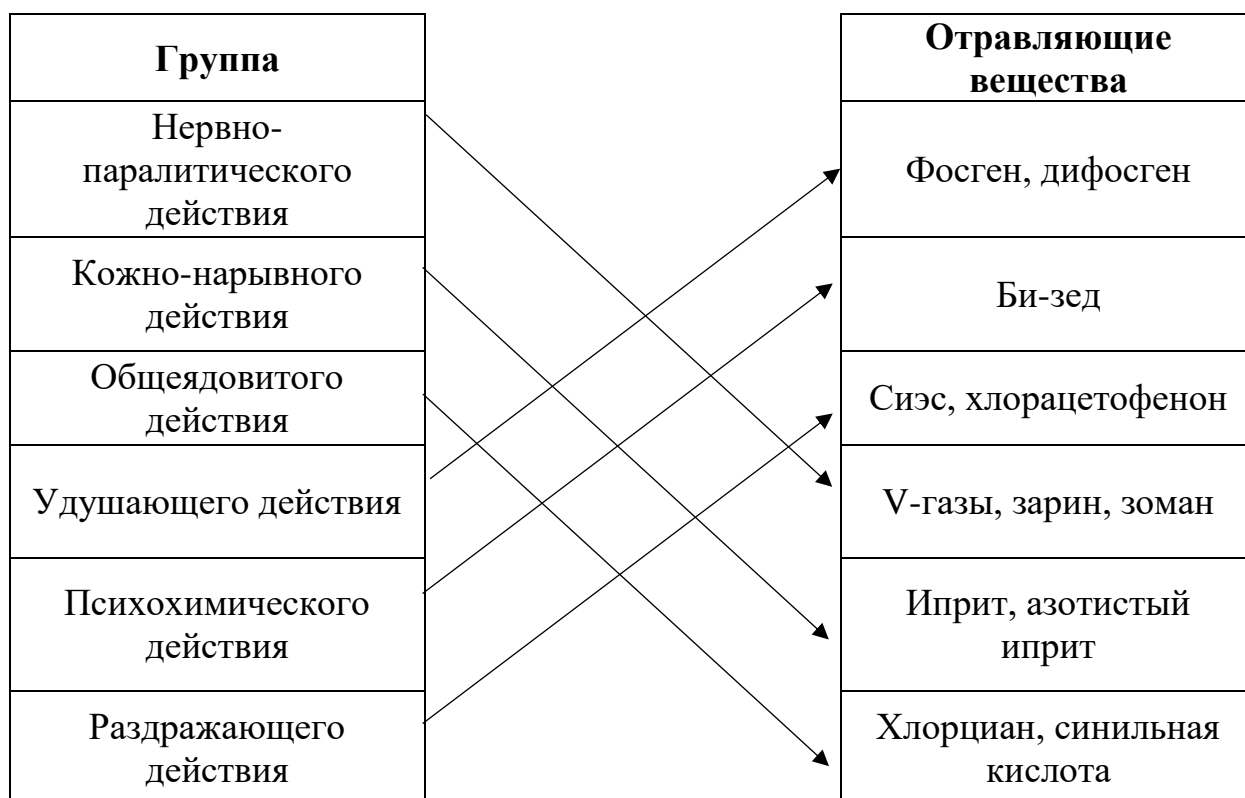 Группа
Нервно-
паралитического
действия
Кожно-нарывного
действия
Общеядовитого
действия
Удушающего действия
Психохимического
действия
Раздражающего
действия
Отравляющие
вещества
Фосген, дифосген
Би-зед
Сиэс, хлорацетофенон
V-газы, зарин, зоман
Иприт, азотистый
иприт
Хлорциан, синильная
кислота